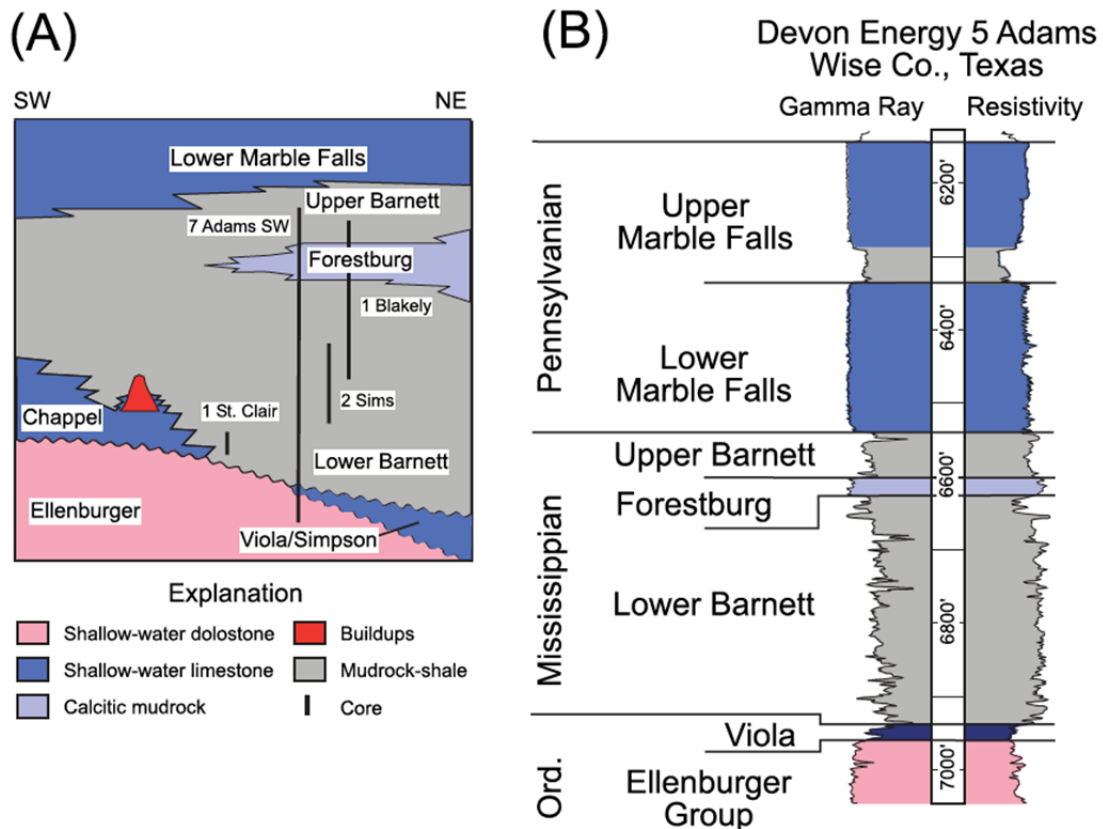 (A)
SW NE
Lower Marble Falls
Upper Barnett
7 Adams SW
Forestburg
1 Blakely
2 Sims
Chappel
1 St. Clair
Lower Barnett
Ellenburger
Viola/Simpson
Explanation
Shallow-water dolostone
Buildups
Shallow-water limestone
Mudrock-shale
Calcitic mudrock
Core
(B)
Devon Energy 5 Adams
Wise Co., Texas
Gamma Ray Resistivity
Pennsylvanian
Upper
Marble Falls
6200'
Lower
Marble Falls
6400'
Mississippian
Upper Barnett
6600'
Forestburg
Lower Barnett
6800'
Ord.
Viola
Ellenburger
Group
7000'